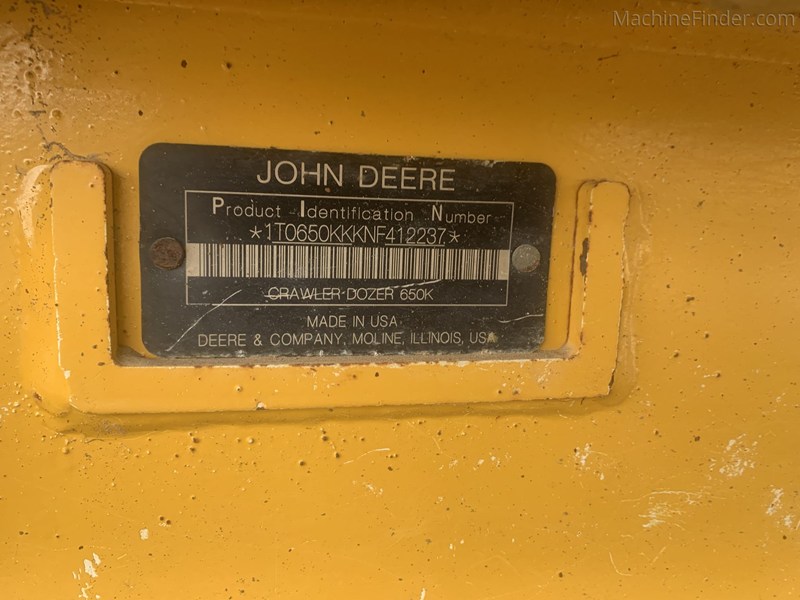 MachineFinder.com
JOHN DEERE
Product Identification Number
*1T0650KKKNF412237*
CRAWLER DOZER 650K
MADE IN USA
DEERE & COMPANY, MOLINE, ILLINOIS, USA